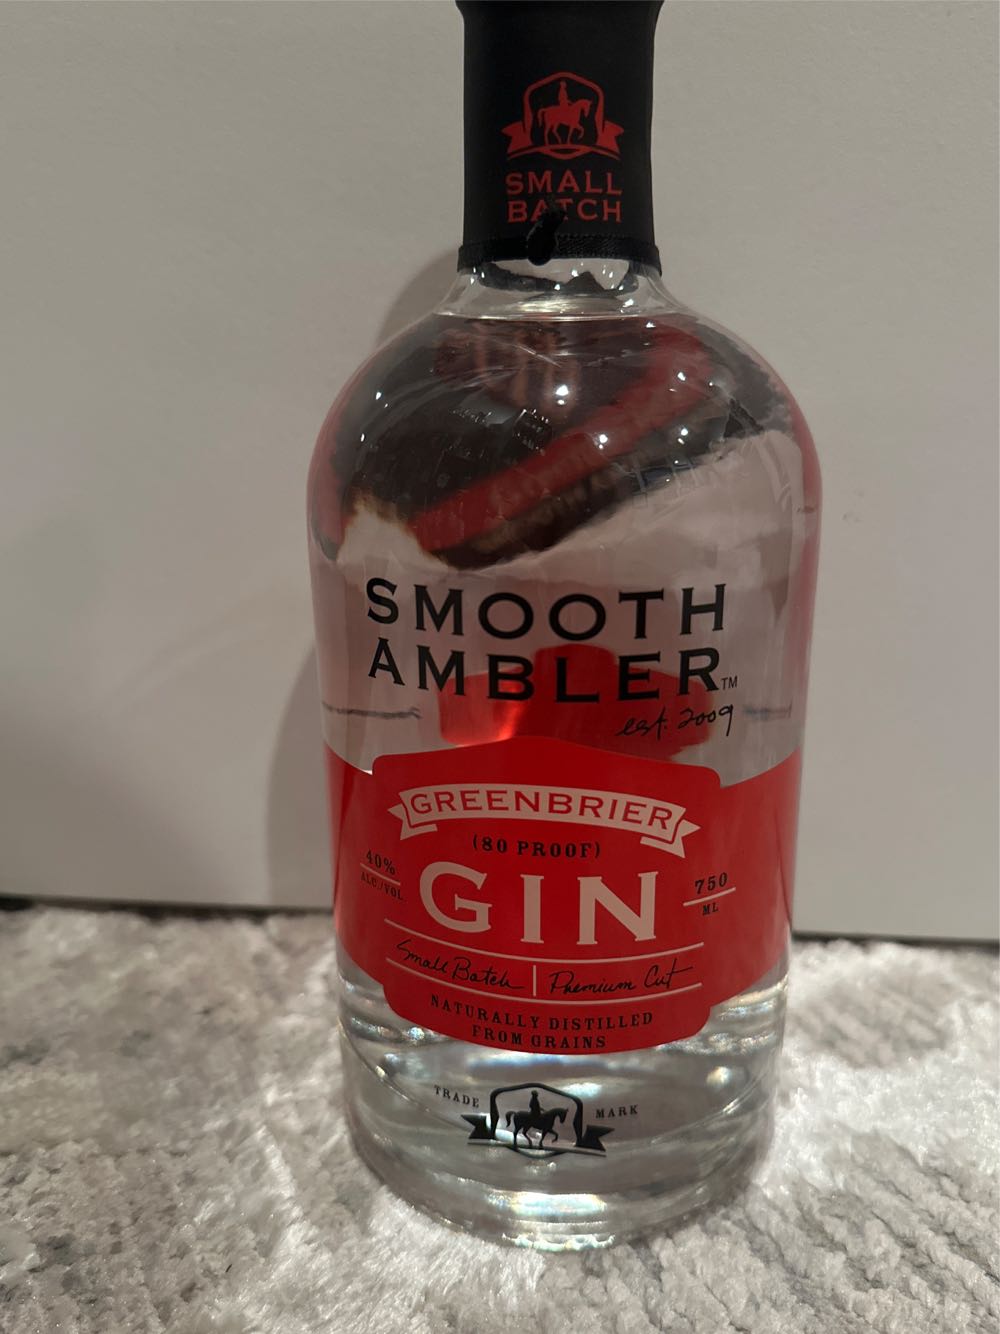 SMALL
BATCH
SMOOTH
AMBLER™
est. 2009
GREENBRIER
(80 PROOF)
40%
ALC./VOL
GIN
750
ML
Small Batch | Premium Cut
NATURALLY DISTILLED
FROM GRAINS
TRADE MARK